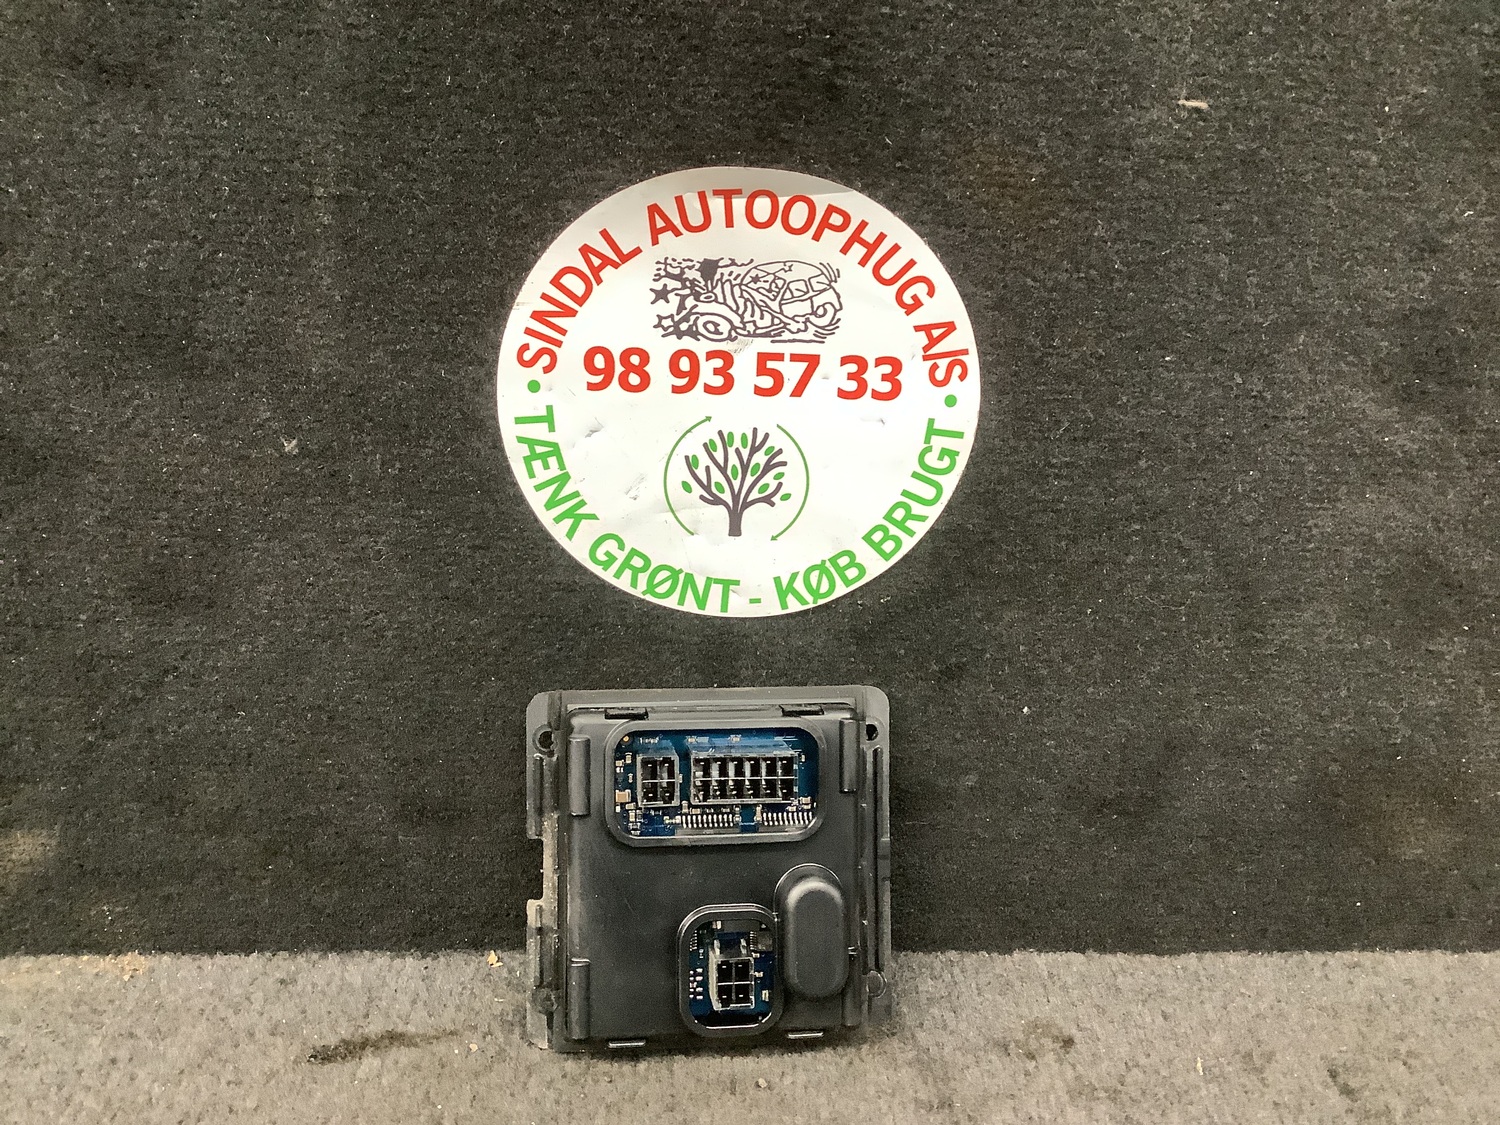 • SINDAL AUTOOPHUG A/S •
98 93 57 33
TÆNK GRØNT - KØB BRUGT